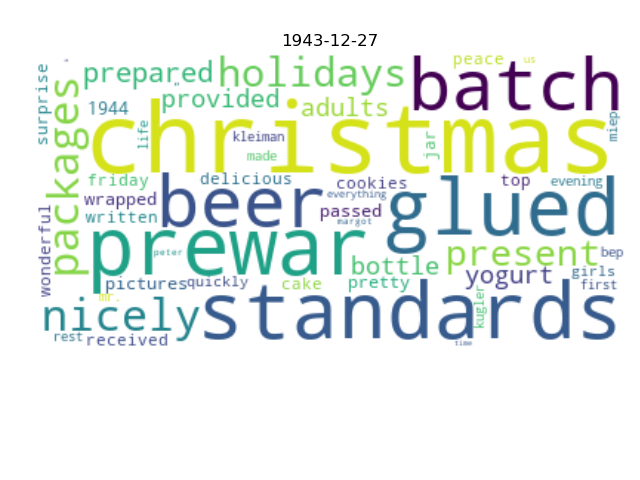 1943-12-27
peace
us
surprise
prepared
holidays
batch
packages
provided
adults
1944
christmas
life
kleiman
jar
miep
made
friday
delicious
cookies
top
evening
wrapped
beer
everything
glued
wonderful
written
passed
margot
prewar
peter
present
bep
bottle
yogurt
girls
pictures
quickly
cake
pretty
first
mr.
nicely
standards
kugler
rest
received
time